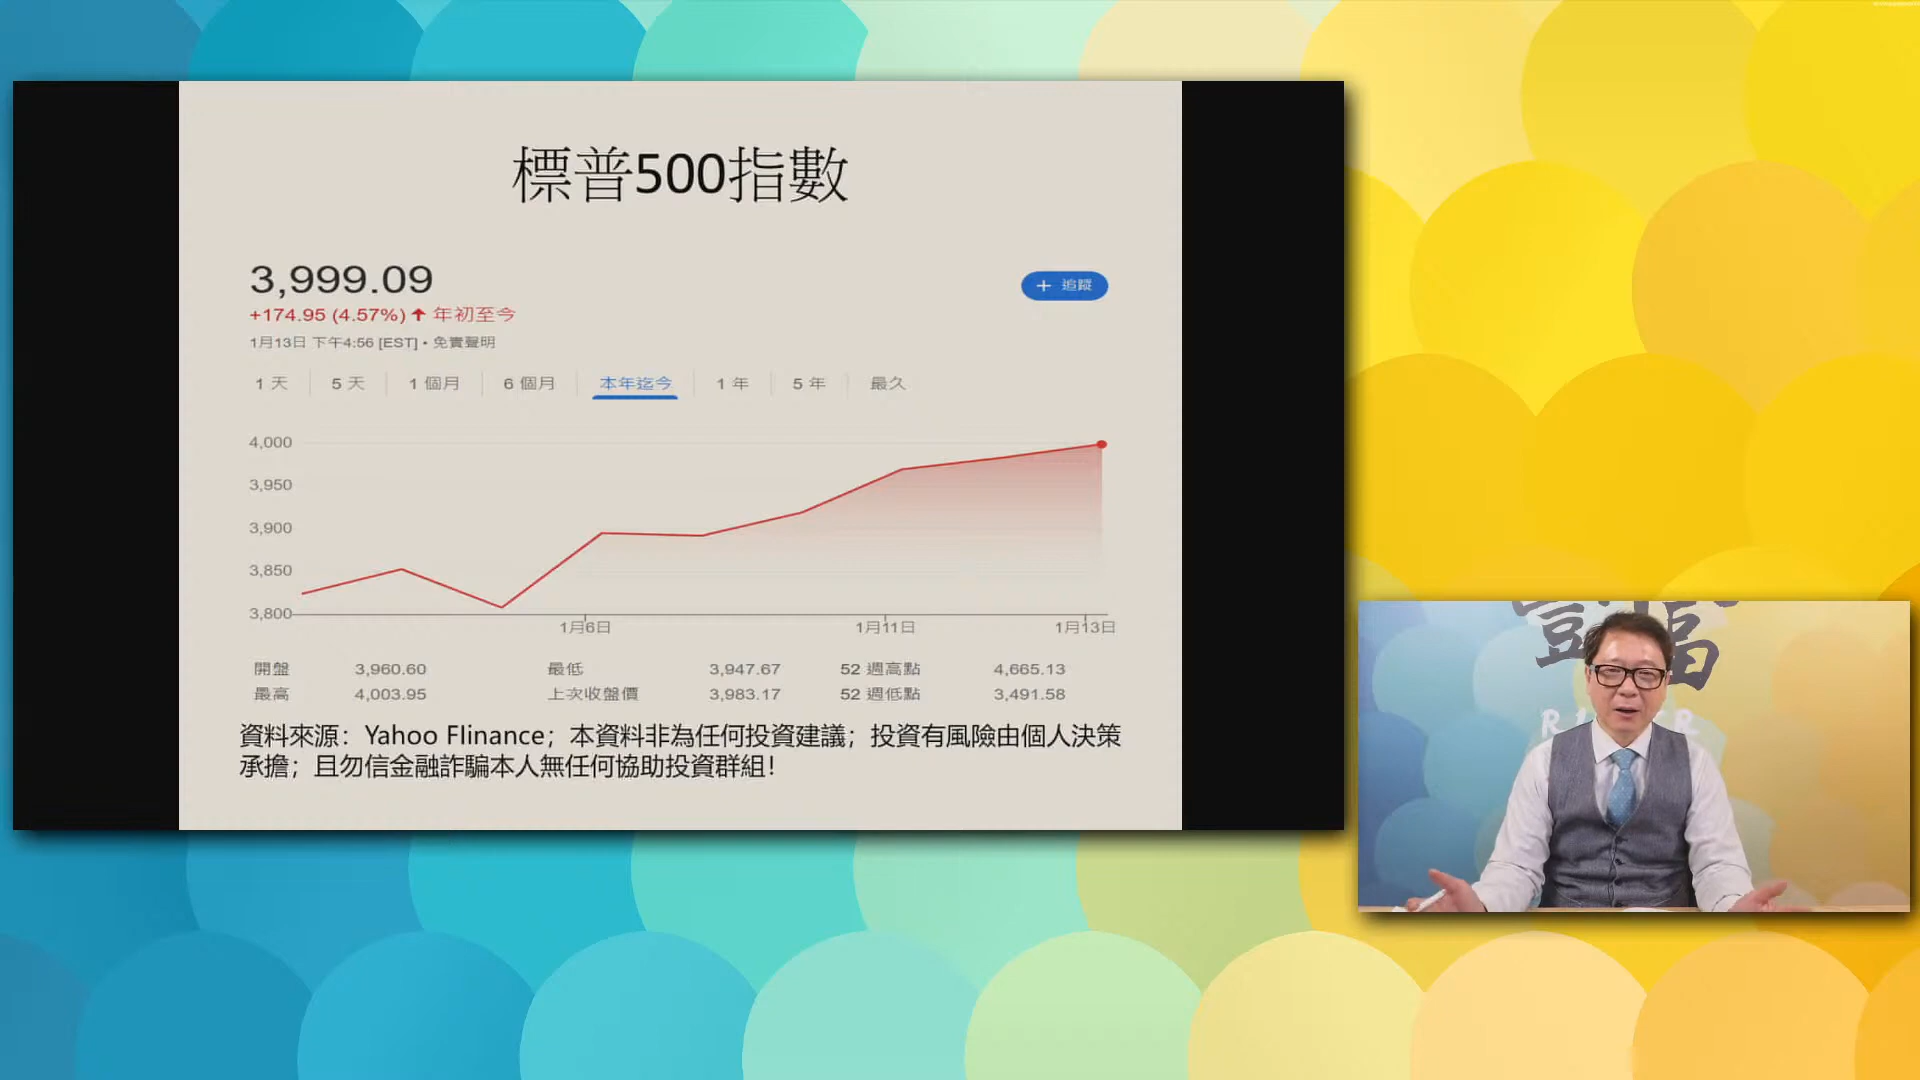 標普500指數
3,999.09
+174.95 (4.57%) ↑ 年初至今
1月13日 下午4:56 [EST] • 免責聲明
+ 追蹤
1 天 5 天 1 個月 6 個月 本年迄今 1 年 5 年 最久
4,000
3,950
3,900
3,850
3,800
1月6日 1月11日 1月13日
開盤 3,960.60 最低 3,947.67 52 週高點 4,665.13
最高 4,003.95 上次收盤價 3,983.17 52 週低點 3,491.58
資料來源：Yahoo Flinance；本資料非為任何投資建議；投資有風險由個人決策
承擔；且勿信金融詐騙本人無任何協助投資群組！
富